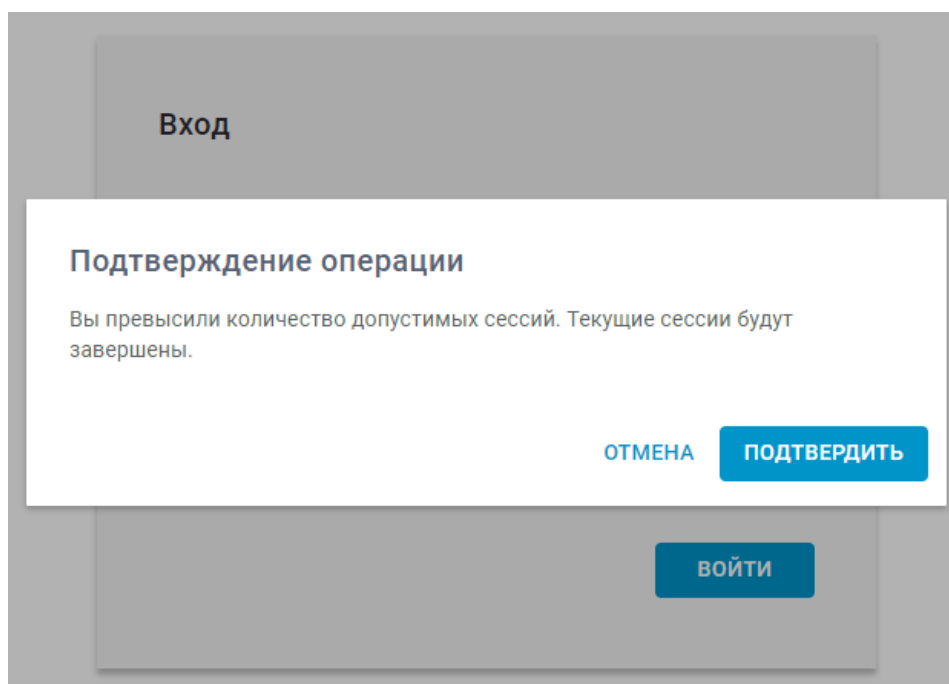 Вход
Подтверждение операции
Вы превысили количество допустимых сессий. Текущие сессии будут
завершены.
ОТМЕНА ПОДТВЕРДИТЬ
ВОЙТИ